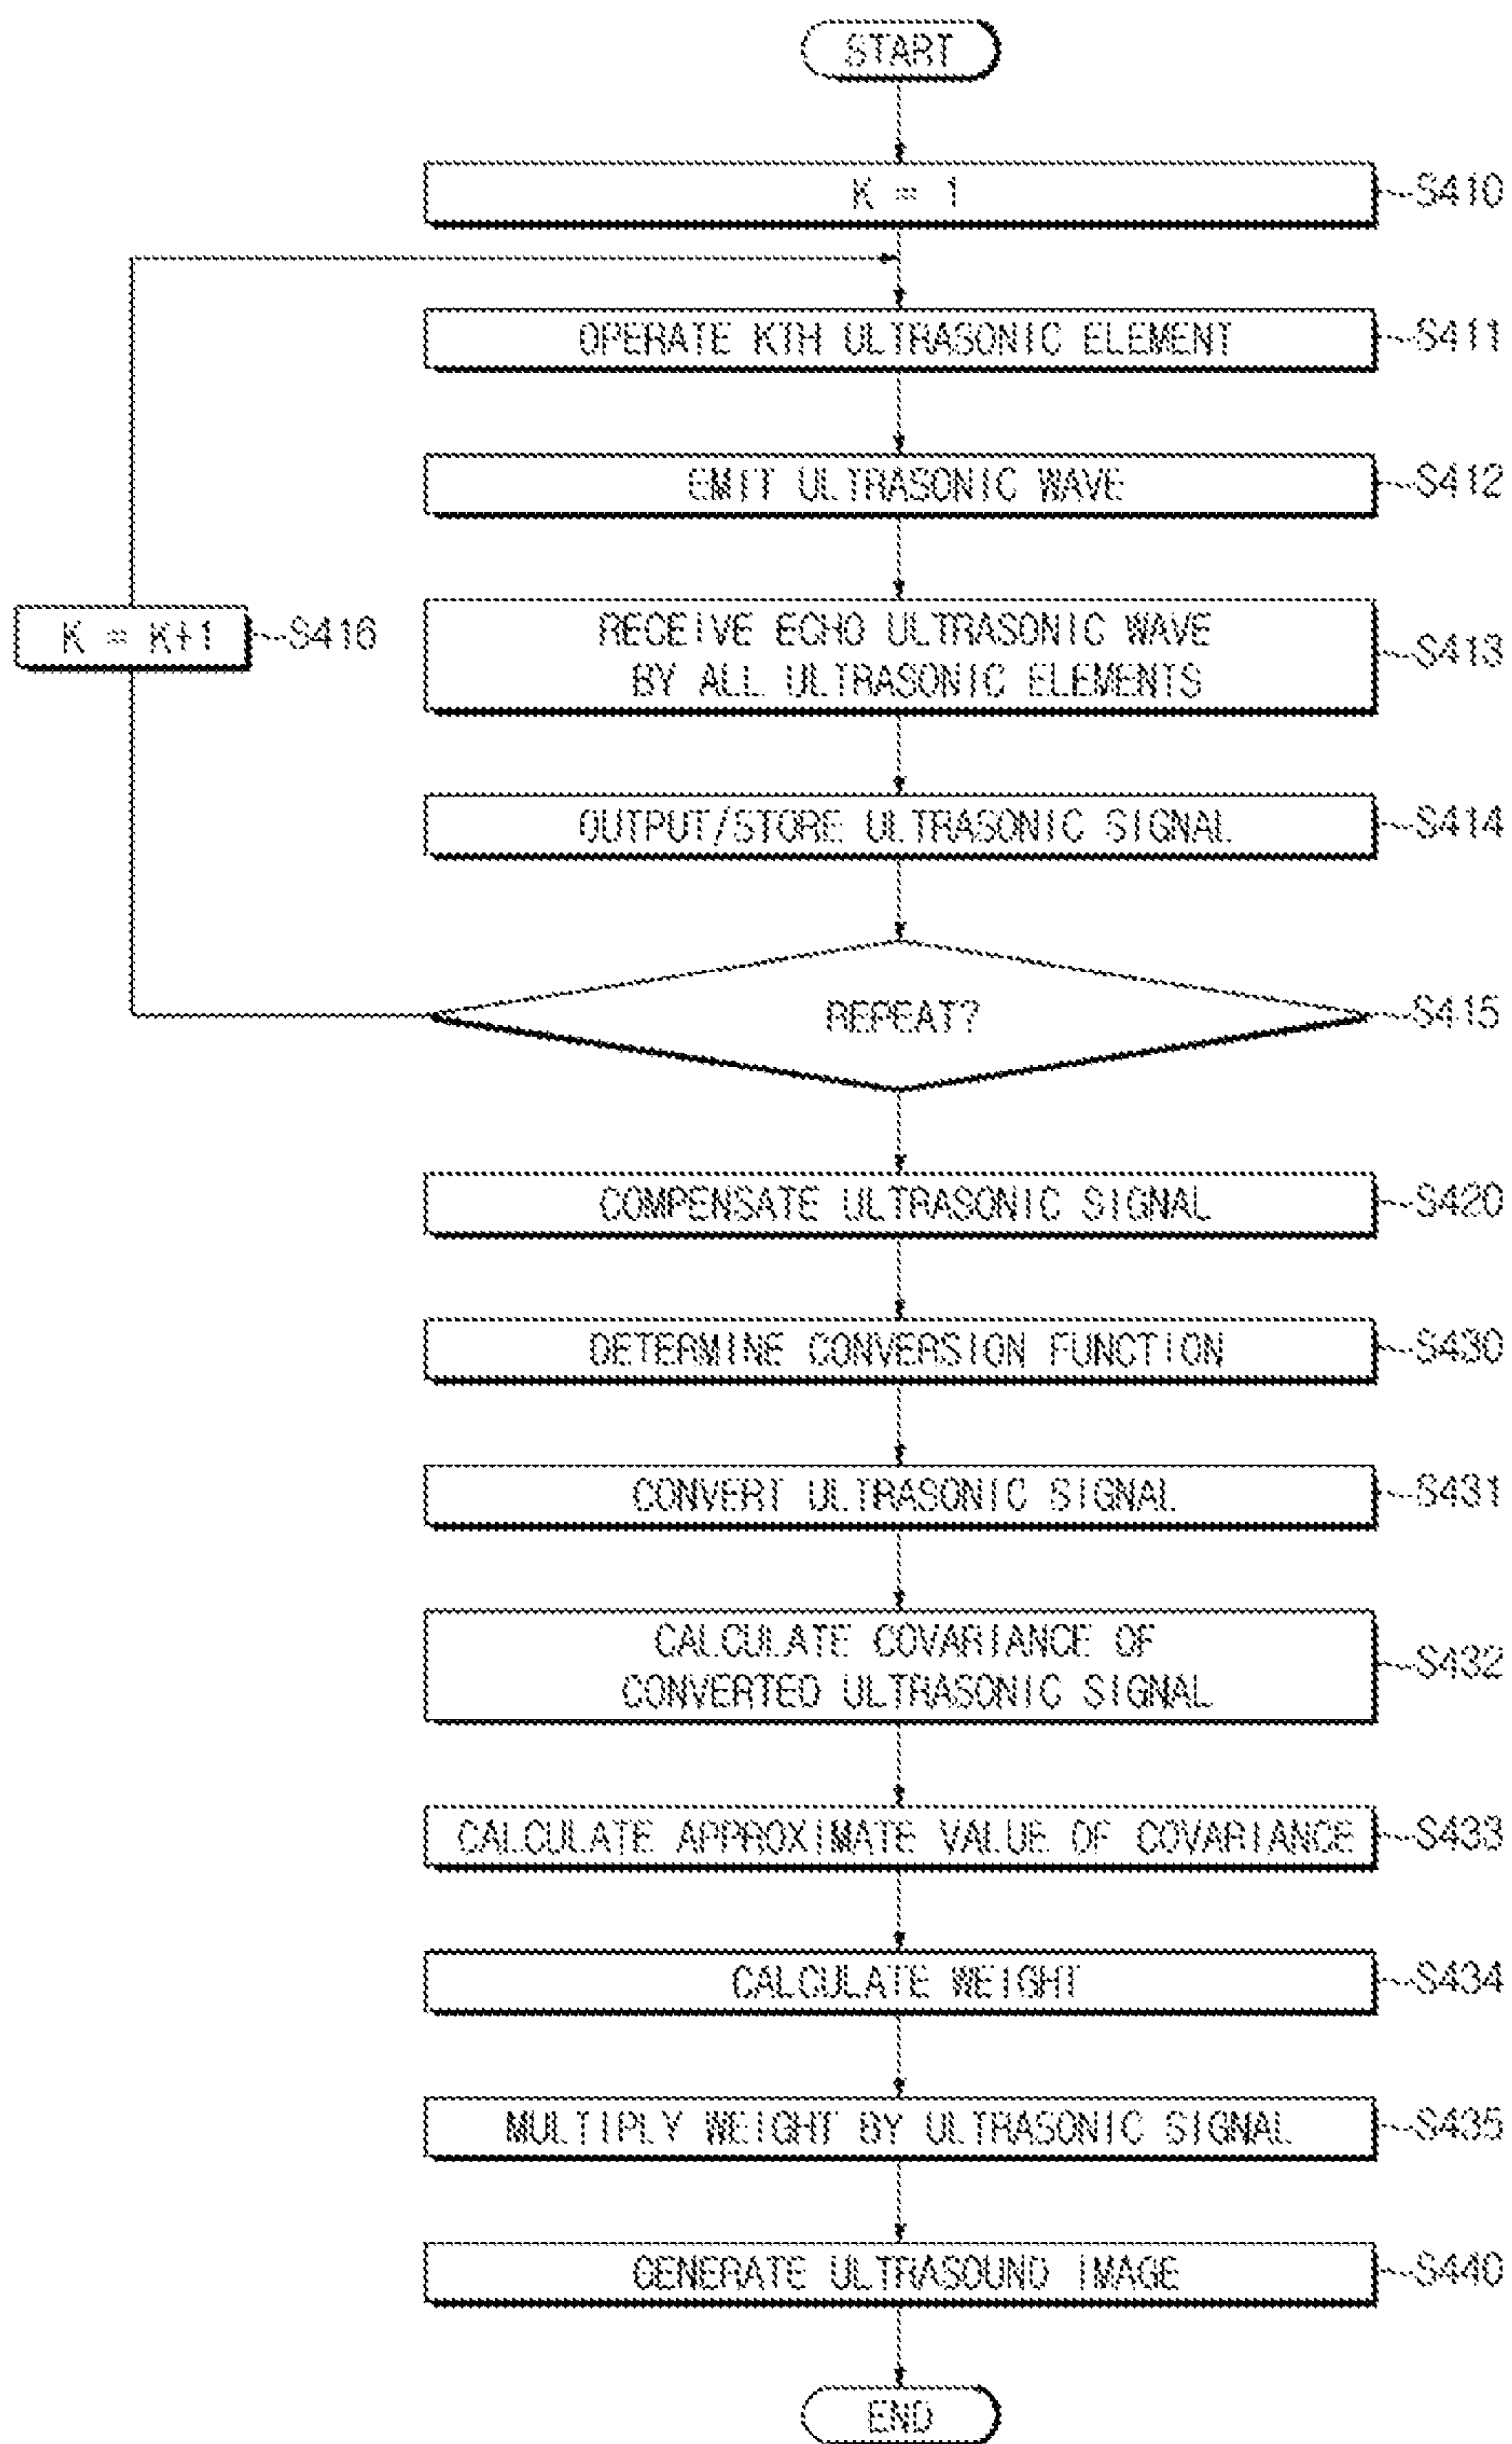 START
K = 1
S410
OPERATE KTH ULTRASONIC ELEMENT
S411
EMIT ULTRASONIC WAVE
S412
K = K+1
S416
RECEIVE ECHO ULTRASONIC WAVE
BY ALL ULTRASONIC ELEMENTS
S413
OUTPUT/STORE ULTRASONIC SIGNAL
S414
REPEAT?
S415
COMPENSATE ULTRASONIC SIGNAL
S420
DETERMINE CONVERSION FUNCTION
S430
CONVERT ULTRASONIC SIGNAL
S431
CALCULATE COVARIANCE OF
CONVERTED ULTRASONIC SIGNAL
S432
CALCULATE APPROXIMATE VALUE OF COVARIANCE
S433
CALCULATE WEIGHT
S434
MULTIPLY WEIGHT BY ULTRASONIC SIGNAL
S435
GENERATE ULTRASOUND IMAGE
S440
END